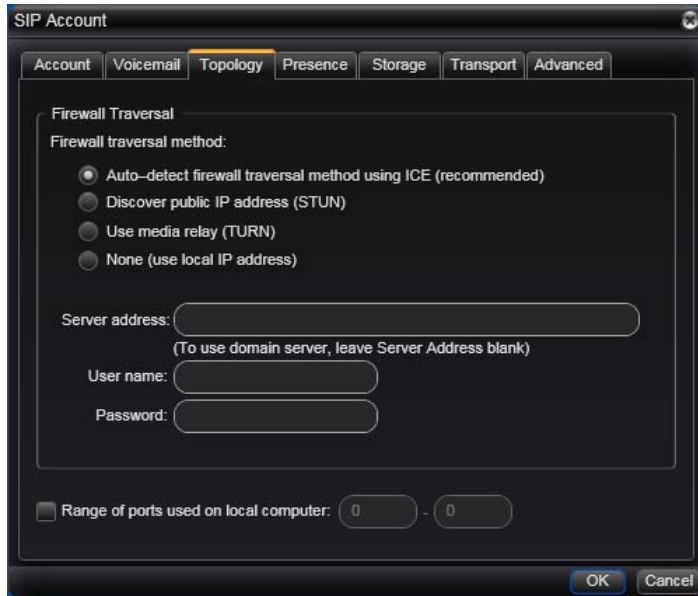 SIP Account
Account Voicemail Topology Presence Storage Transport Advanced
Firewall Traversal
Firewall traversal method:
Auto-detect firewall traversal method using ICE (recommended)
Discover public IP address (STUN)
Use media relay (TURN)
None (use local IP address)
Server address:
(To use domain server, leave Server Address blank)
User name:
Password:
Range of ports used on local computer: 0 - 0
OK Cancel